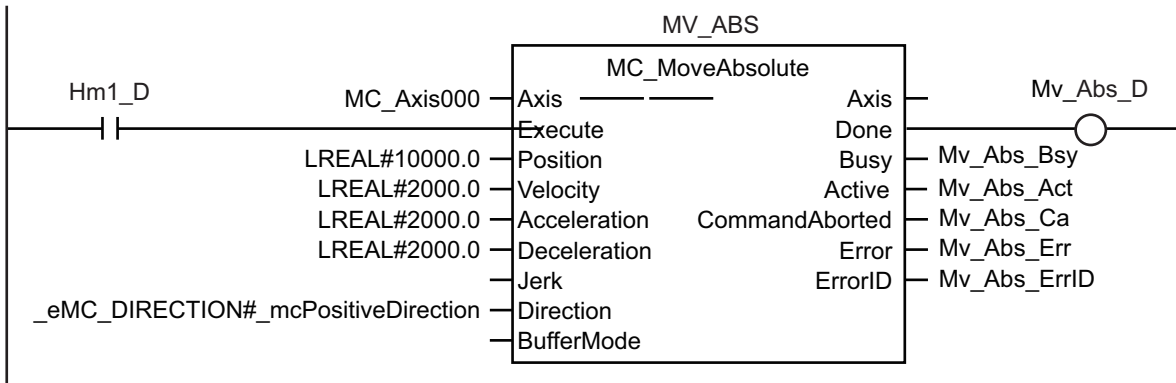 MV_ABS
MC_MoveAbsolute
Hm1_D
MC_Axis000 Axis Axis Mv_Abs_D
Execute Done
LREAL#10000.0 Position Busy Mv_Abs_Bsy
LREAL#2000.0 Velocity Active Mv_Abs_Act
LREAL#2000.0 Acceleration CommandAborted Mv_Abs_Ca
LREAL#2000.0 Deceleration Error Mv_Abs_Err
Jerk ErrorID Mv_Abs_ErrID
_eMC_DIRECTION#_mcPositiveDirection Direction
BufferMode